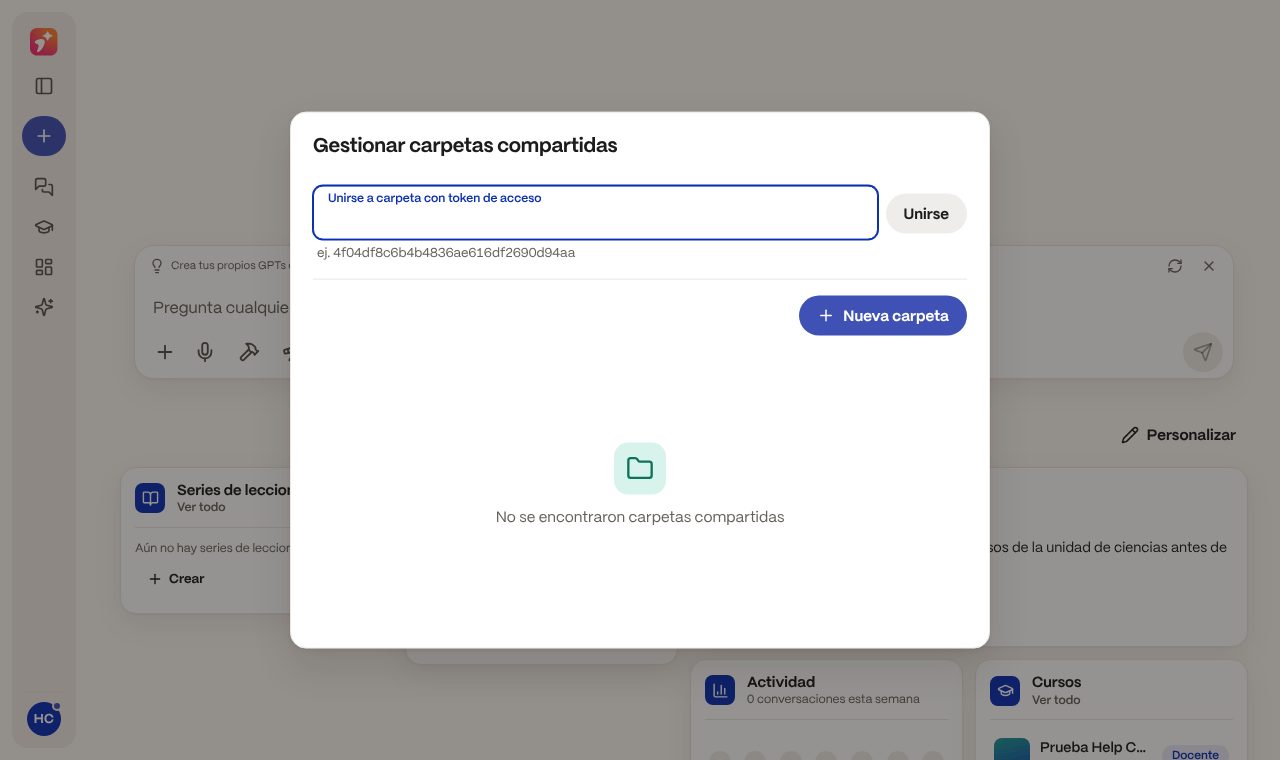 Gestionar carpetas compartidas
Unirse a carpeta con token de acceso
Unirse
ej. 4f04df8c6b4b4836ae616df2690d94aa
Nueva carpeta
No se encontraron carpetas compartidas
Crea tus propios GPTs
Pregunta cualquie
Personalizar
Series de leccion
Ver todo
Aún no hay series de leccion
Crear
sos de la unidad de ciencias antes de
Actividad
0 conversaciones esta semana
Cursos
Ver todo
Prueba Help C...
Docente
HC